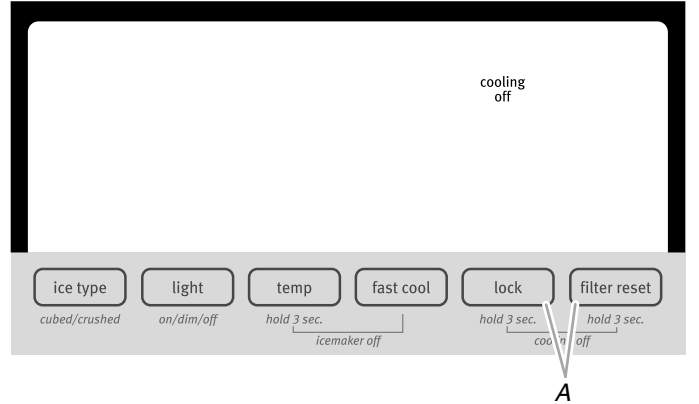 cooling
off
ice type light temp fast cool lock filter reset
cubed/crushed on/dim/off hold 3 sec. hold 3 sec. hold 3 sec.
icemaker off cooling off
A